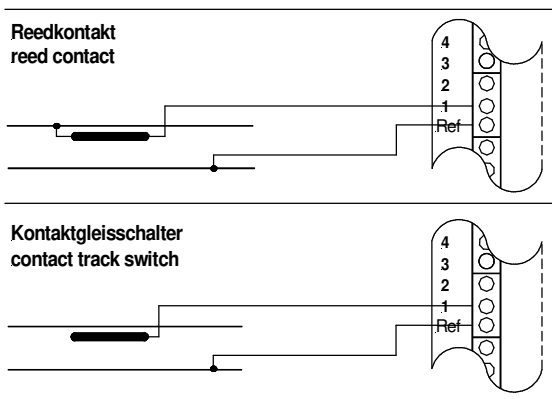 Reedkontakt
reed contact
4
3
2
1
Ref
Kontaktgleisschalter
contact track switch
4
3
2
1
Ref